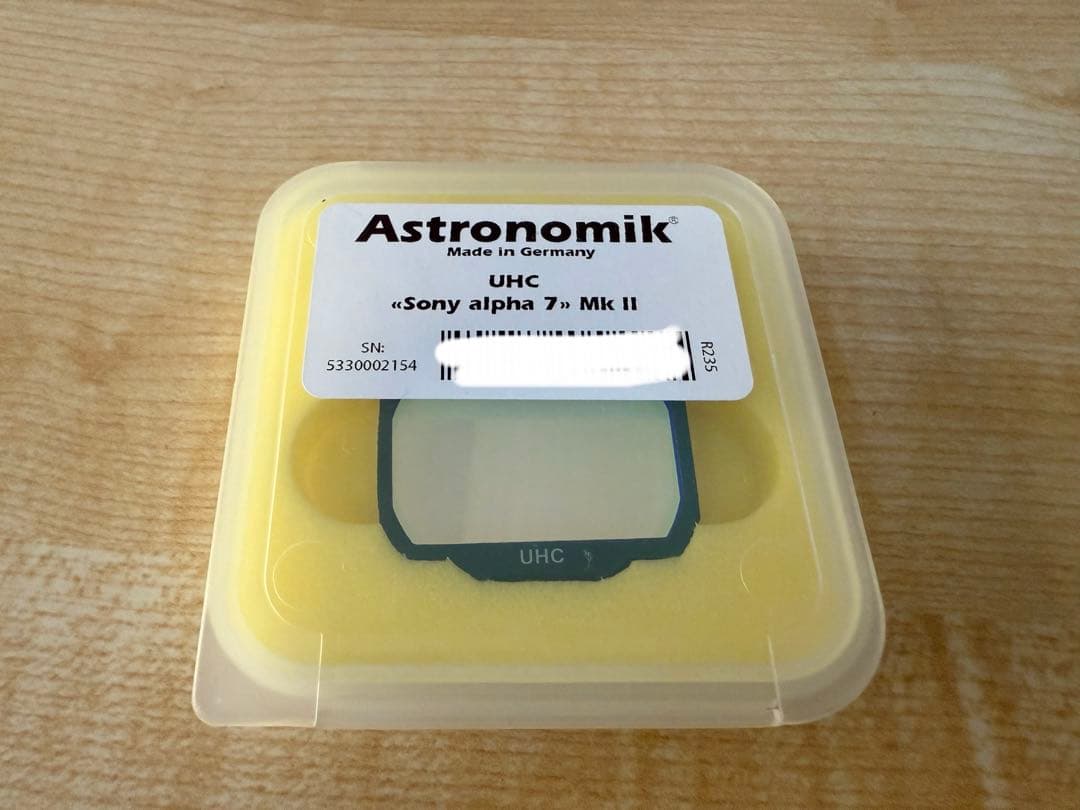 Astronomik®
Made in Germany
UHC
«Sony alpha 7» Mk II
SN:
5330002154
R235
UHC